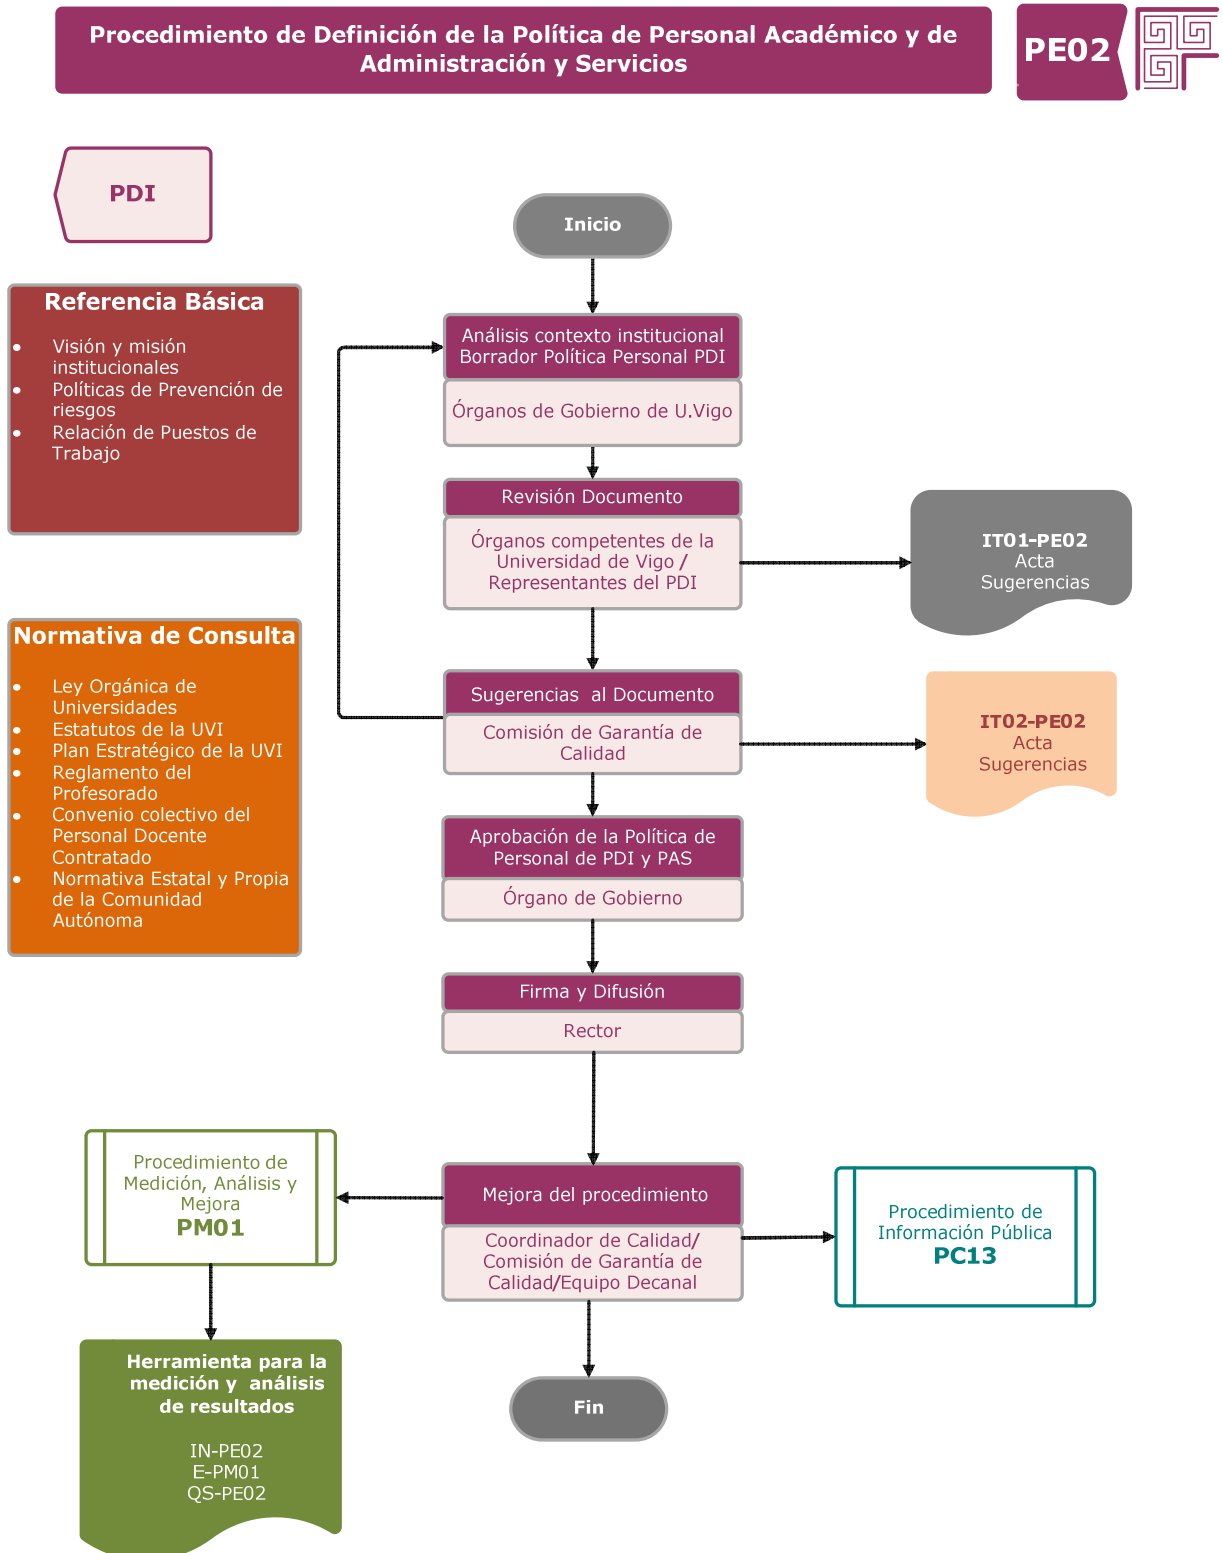 Procedimiento de Definición de la Política de Personal Académico y de
Administración y Servicios
PE02
PDI
Inicio
Referencia Básica
• Visión y misión
institucionales
• Políticas de Prevención de
riesgos
• Relación de Puestos de
Trabajo
Análisis contexto institucional
Borrador Política Personal PDI
Órganos de Gobierno de U.Vigo
Revisión Documento
Órganos competentes de la
Universidad de Vigo /
Representantes del PDI
IT01-PE02
Acta
Sugerencias
Normativa de Consulta
• Ley Orgánica de
Universidades
• Estatutos de la UVI
• Plan Estratégico de la UVI
• Reglamento del
Profesorado
• Convenio colectivo del
Personal Docente
Contratado
• Normativa Estatal y Propia
de la Comunidad
Autónoma
Sugerencias al Documento
Comisión de Garantía de
Calidad
IT02-PE02
Acta
Sugerencias
Aprobación de la Política de
Personal de PDI y PAS
Órgano de Gobierno
Firma y Difusión
Rector
Procedimiento de
Medición, Análisis y
Mejora
PM01
Mejora del procedimiento
Coordinador de Calidad/
Comisión de Garantía de
Calidad/Equipo Decanal
Procedimiento de
Información Pública
PC13
Herramienta para la
medición y análisis
de resultados
IN-PE02
E-PM01
QS-PE02
Fin